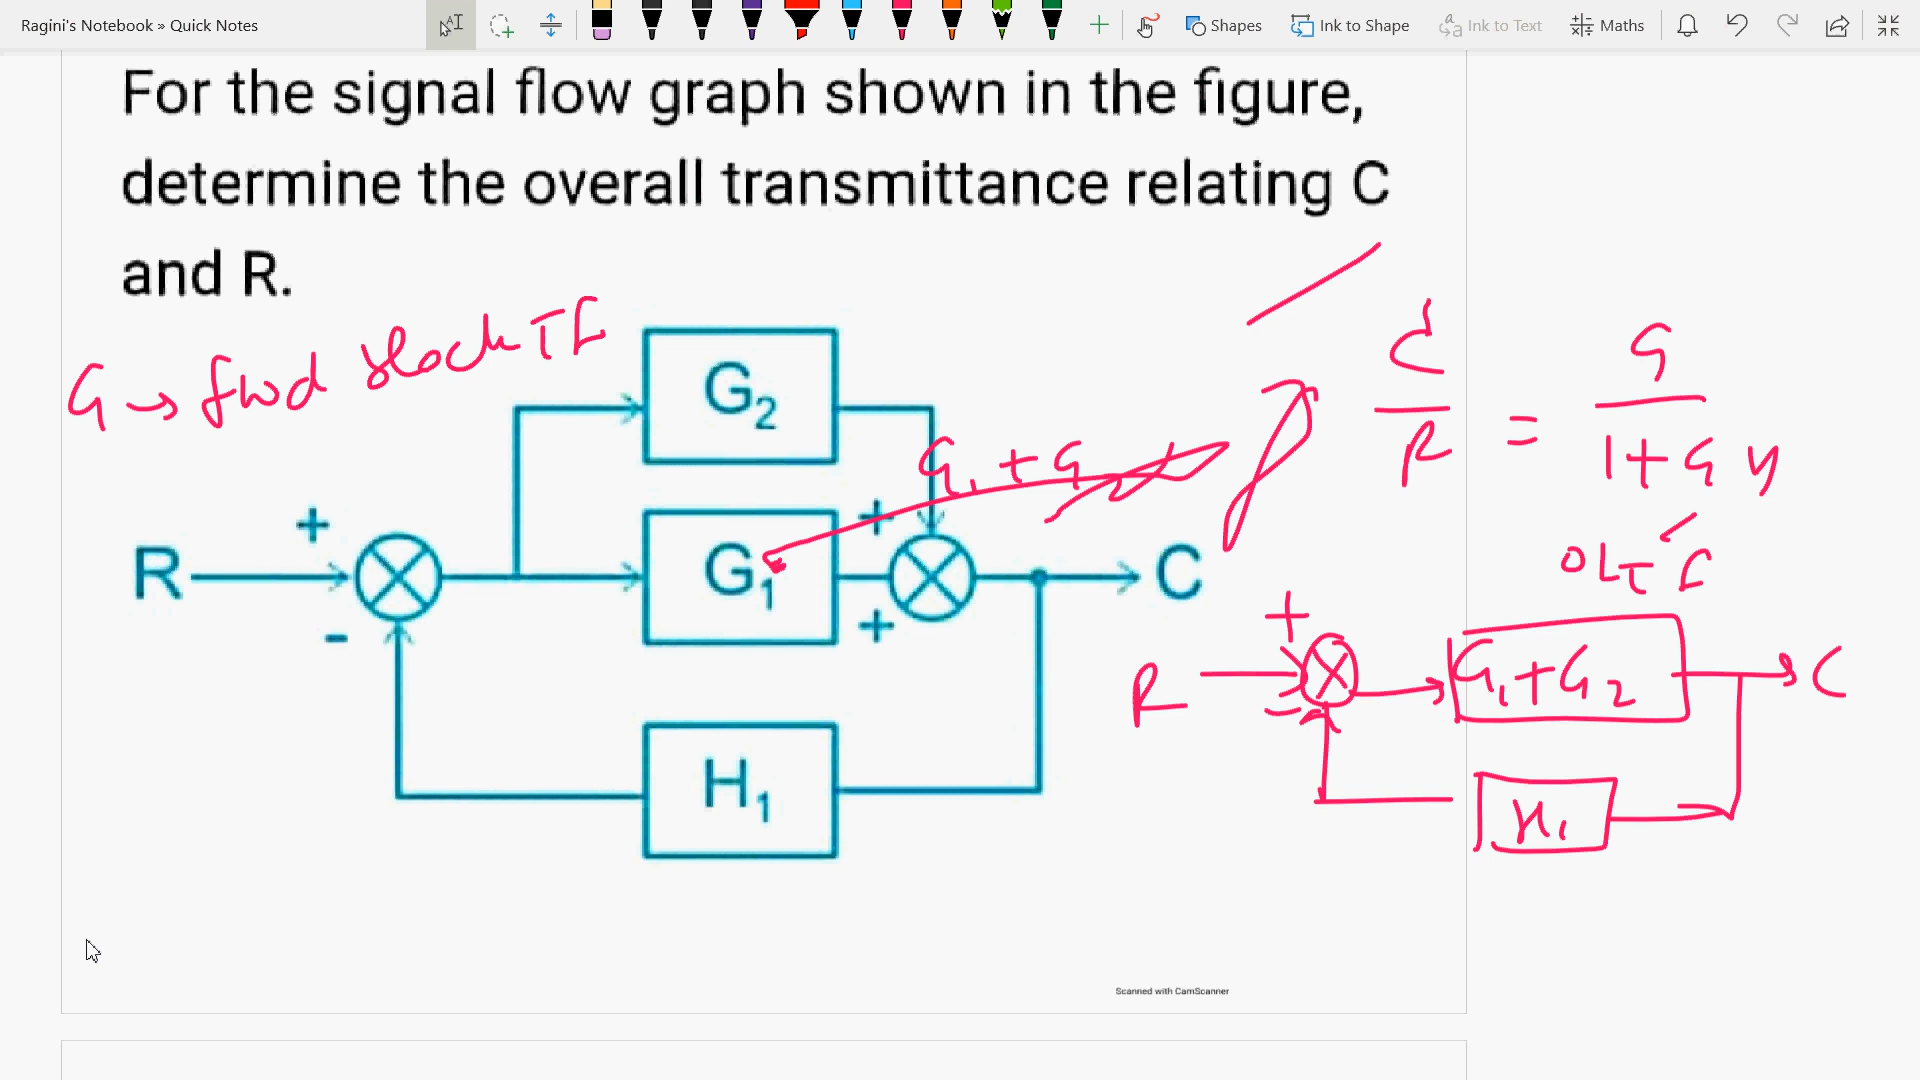 Ragini's Notebook » Quick Notes
Shapes
Ink to Shape
Ink to Text
Maths
For the signal flow graph shown in the figure,
determine the overall transmittance relating C
and R.
G → fwd block TF
G2
G1 + G2
C/R = G/1+GH
OLTF
R
+
-
G1
+
+
C
H1
R
+
-
G1+G2
C
H1
Scanned with CamScanner